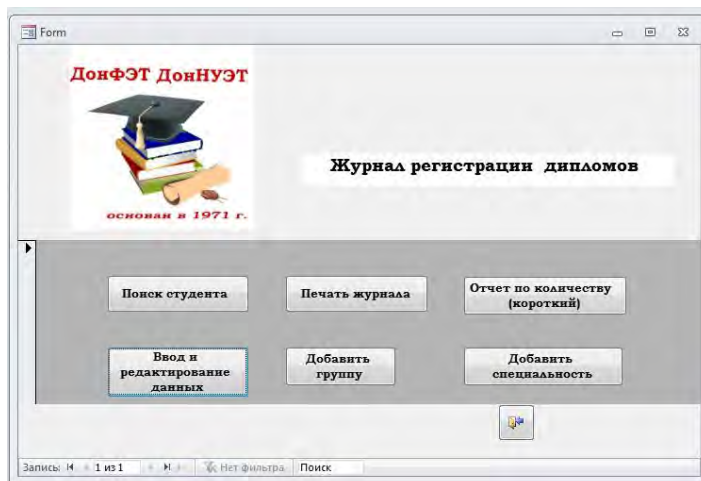 Form
ДонФЭТ ДонНУЭТ
Журнал регистрации дипломов
основан в 1971 г.
Поиск студента
Печать журнала
Отчет по количеству
(короткий)
Ввод и
редактирование
данных
Добавить
группу
Добавить
специальность
Запись: 1 из 1 Нет фильтра Поиск